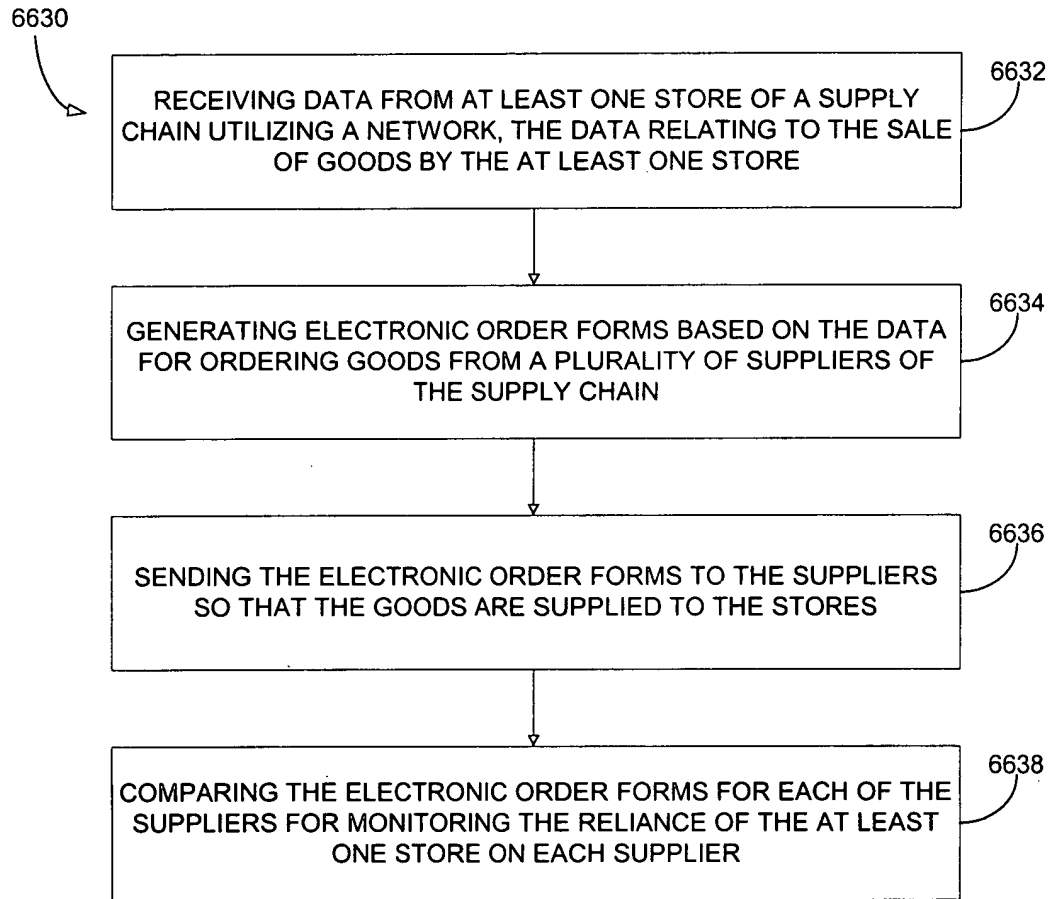 6630
6632
RECEIVING DATA FROM AT LEAST ONE STORE OF A SUPPLY
CHAIN UTILIZING A NETWORK, THE DATA RELATING TO THE SALE
OF GOODS BY THE AT LEAST ONE STORE
6634
GENERATING ELECTRONIC ORDER FORMS BASED ON THE DATA
FOR ORDERING GOODS FROM A PLURALITY OF SUPPLIERS OF
THE SUPPLY CHAIN
6636
SENDING THE ELECTRONIC ORDER FORMS TO THE SUPPLIERS
SO THAT THE GOODS ARE SUPPLIED TO THE STORES
6638
COMPARING THE ELECTRONIC ORDER FORMS FOR EACH OF THE
SUPPLIERS FOR MONITORING THE RELIANCE OF THE AT LEAST
ONE STORE ON EACH SUPPLIER